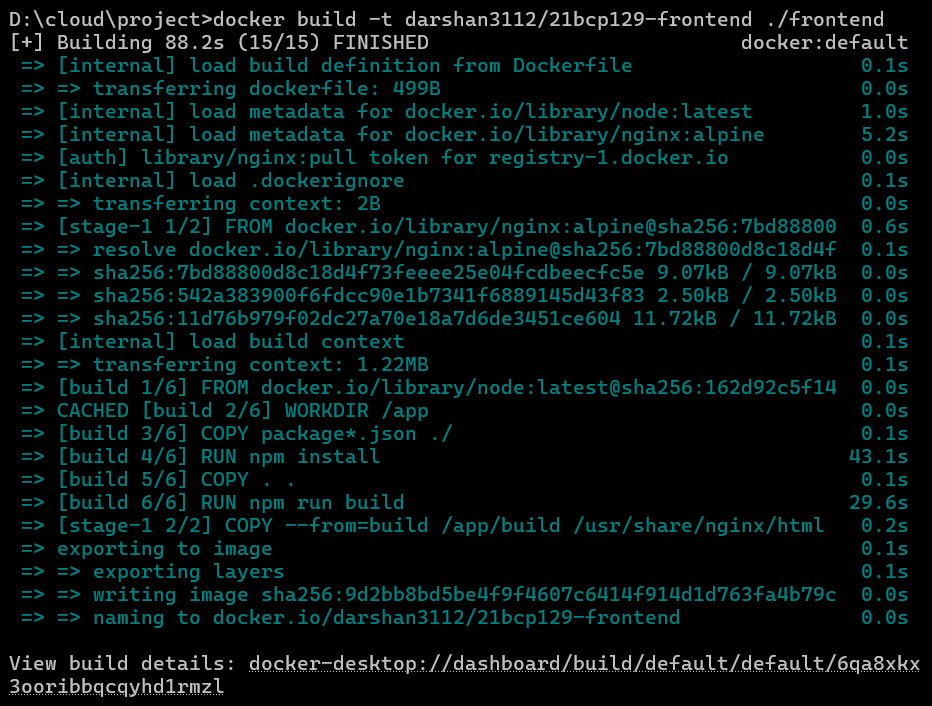 D:\cloud\project>docker build -t darshan3112/21bcp129-frontend ./frontend
[+] Building 88.2s (15/15) FINISHED docker:default
=> [internal] load build definition from Dockerfile 0.1s
=> => transferring dockerfile: 499B 0.0s
=> [internal] load metadata for docker.io/library/node:latest 1.0s
=> [internal] load metadata for docker.io/library/nginx:alpine 5.2s
=> [auth] library/nginx:pull token for registry-1.docker.io 0.0s
=> [internal] load .dockerignore 0.1s
=> => transferring context: 2B 0.0s
=> [stage-1 1/2] FROM docker.io/library/nginx:alpine@sha256:7bd88800 0.6s
=> => resolve docker.io/library/nginx:alpine@sha256:7bd88800d8c18d4f 0.1s
=> => sha256:7bd88800d8c18d4f73feeee25e04fcdbeecfc5e 9.07kB / 9.07kB 0.0s
=> => sha256:542a383900f6fdcc90e1b7341f6889145d43f83 2.50kB / 2.50kB 0.0s
=> => sha256:11d76b979f02dc27a70e18a7d6de3451ce604 11.72kB / 11.72kB 0.0s
=> [internal] load build context 0.1s
=> => transferring context: 1.22MB 0.1s
=> [build 1/6] FROM docker.io/library/node:latest@sha256:162d92c5f14 0.0s
=> CACHED [build 2/6] WORKDIR /app 0.0s
=> [build 3/6] COPY package*.json ./ 0.1s
=> [build 4/6] RUN npm install 43.1s
=> [build 5/6] COPY . . 0.1s
=> [build 6/6] RUN npm run build 29.6s
=> [stage-1 2/2] COPY --from=build /app/build /usr/share/nginx/html 0.2s
=> exporting to image 0.1s
=> => exporting layers 0.1s
=> => writing image sha256:9d2bb8bd5be4f9f4607c6414f914d1d763fa4b79c 0.0s
=> => naming to docker.io/darshan3112/21bcp129-frontend 0.0s
View build details: docker-desktop://dashboard/build/default/default/6qa8xkx
3ooribbqcqyhd1rmzl